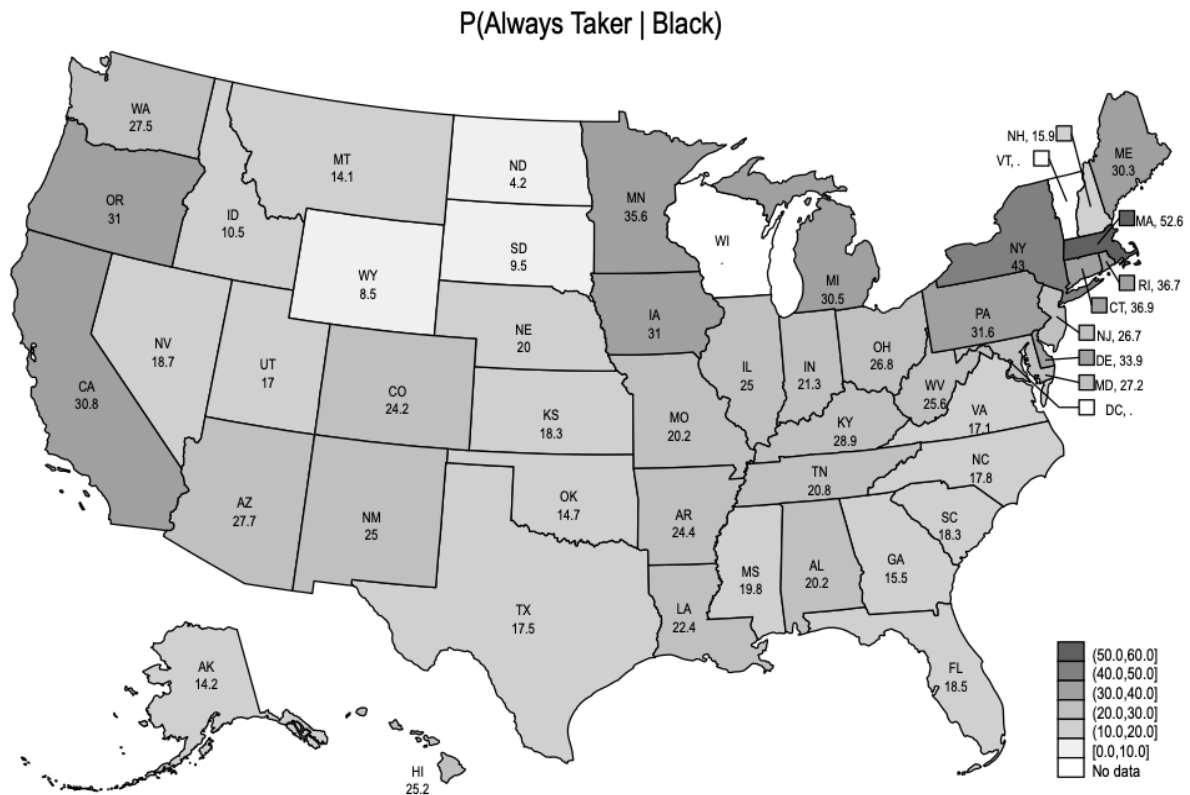 P(Always Taker | Black)
WA
27.5
MT
14.1
ND
4.2
MN
35.6
NH, 15.9
VT, .
ME
30.3
OR
31
ID
10.5
SD
9.5
WI
.
MA, 52.6
NY
43
WY
8.5
MI
30.5
RI, 36.7
CT, 36.9
IA
31
PA
31.6
NE
20
NJ, 26.7
NV
18.7
UT
17
OH
26.8
DE, 33.9
IL
25
IN
21.3
CA
30.8
CO
24.2
WV
25.6
MD, 27.2
DC, .
KS
18.3
MO
20.2
KY
28.9
VA
17.1
NC
17.8
TN
20.8
AZ
27.7
NM
25
OK
14.7
AR
24.4
SC
18.3
MS
19.8
AL
20.2
GA
15.5
TX
17.5
LA
22.4
AK
14.2
FL
18.5
HI
25.2
(50.0,60.0]
(40.0,50.0]
(30.0,40.0]
(20.0,30.0]
(10.0,20.0]
[0.0,10.0]
No data